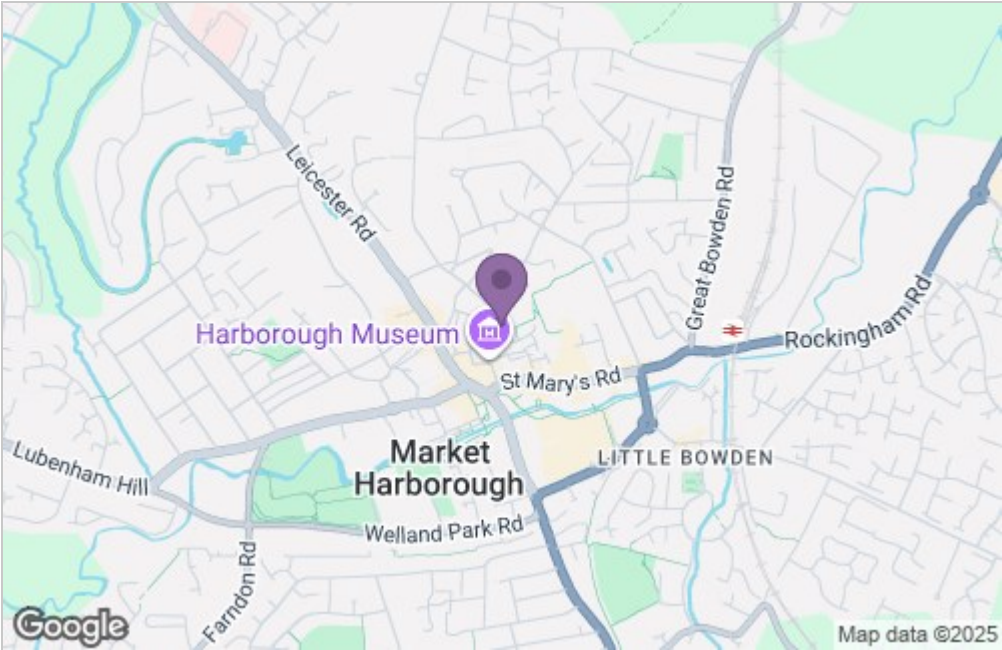 Leicester Rd
Great Bowden Rd
Harborough Museum
H
Rockingham Rd
St Mary's Rd
Market
Harborough
LITTLE BOWDEN
Lubenham Hill
Welland Park Rd
Farndon Rd
Google
Map data ©2025